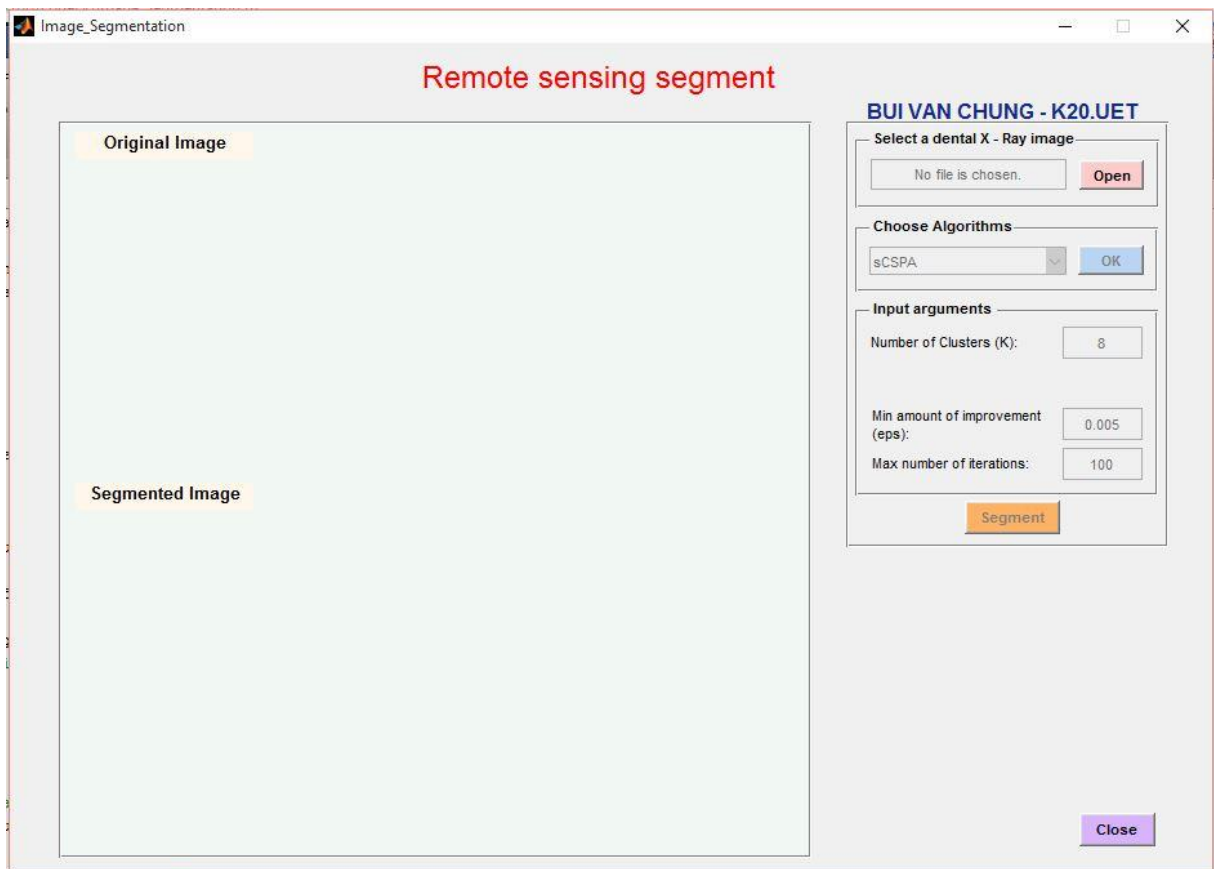 Image_Segmentation
Remote sensing segment
BUI VAN CHUNG - K20.UET
Original Image
Select a dental X - Ray image
No file is chosen.
Open
Choose Algorithms
sCSPA
OK
Input arguments
Number of Clusters (K):
8
Min amount of improvement
(eps):
0.005
Max number of iterations:
100
Segmented Image
Segment
Close